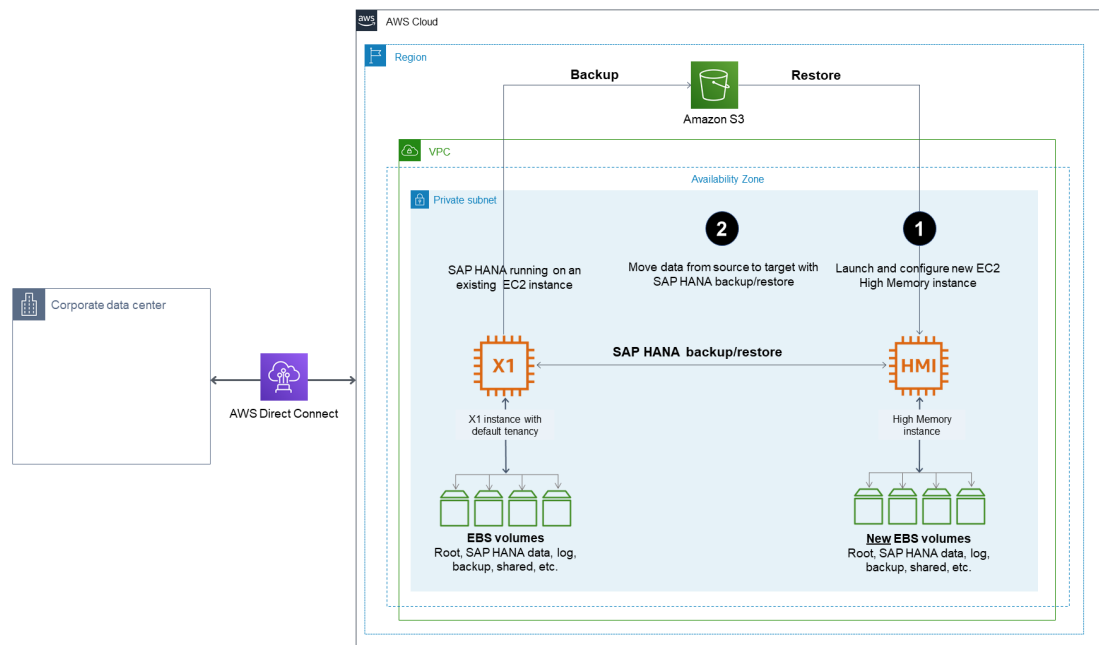 aws
AWS Cloud
Region
Backup
Restore
Amazon S3
VPC
Availability Zone
Private subnet
2
1
SAP HANA running on an
existing EC2 instance
Move data from source to target with
SAP HANA backup/restore
Launch and configure new EC2
High Memory instance
Corporate data center
SAP HANA backup/restore
X1
HMI
AWS Direct Connect
X1 instance with
default tenancy
High Memory
instance
EBS volumes
Root, SAP HANA data, log,
backup, shared, etc.
New EBS volumes
Root, SAP HANA data, log,
backup, shared, etc.